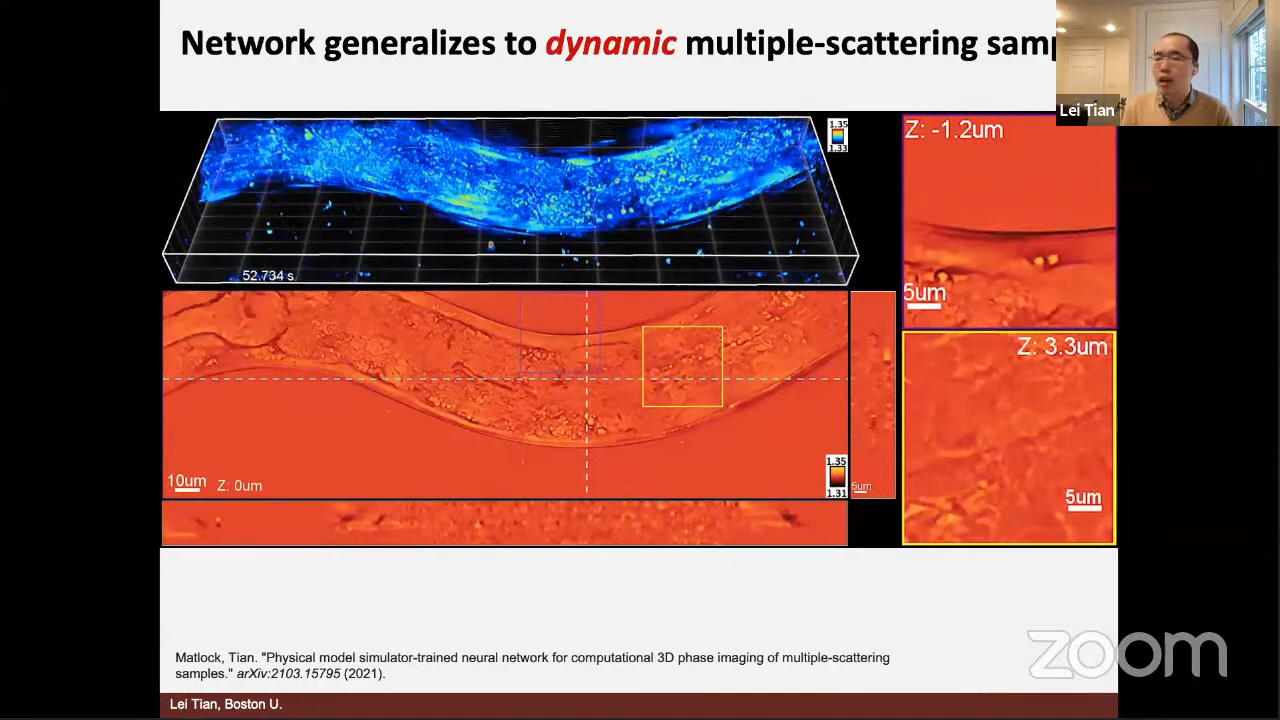 Network generalizes to dynamic multiple-scattering samp
Lei Tian
1.35
1.33
52.734 s
Z: -1.2um
5um
Z: 3.3um
5um
10um
Z: 0um
1.35
1.31
5um
Matlock, Tian. "Physical model simulator-trained neural network for computational 3D phase imaging of multiple-scattering
samples." arXiv:2103.15795 (2021).
Lei Tian, Boston U.
zoom